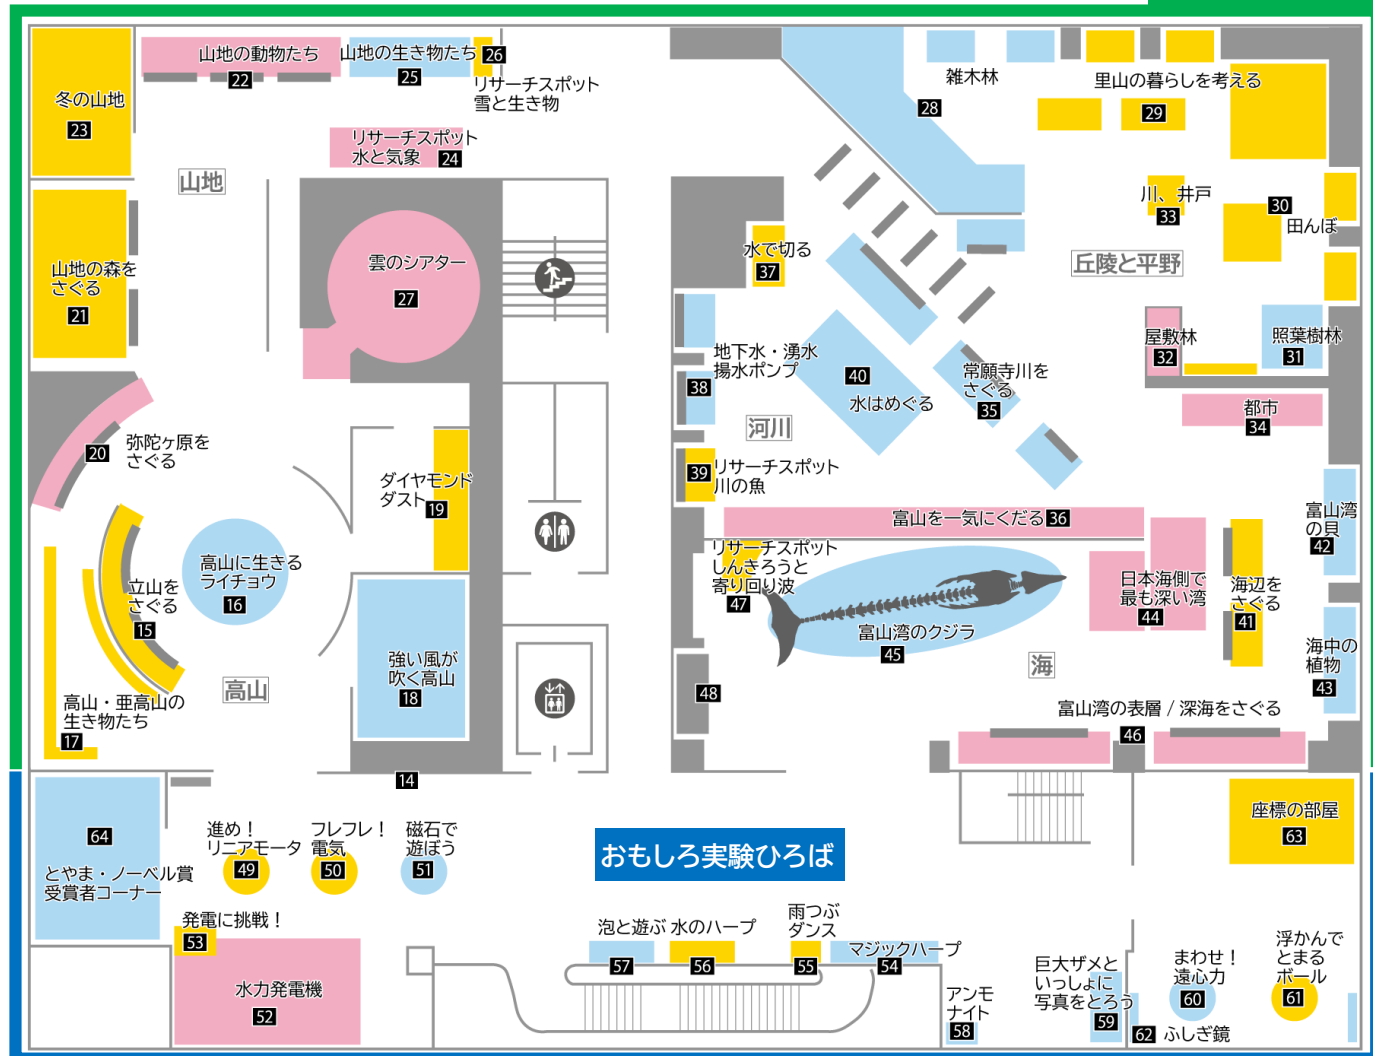 冬の山地
23
山地の動物たち
22
山地の生き物たち
25
26
リサーチスポット
雪と生き物
リサーチスポット
水と気象
24
山地
山地の森を
さぐる
21
雲のシアター
27
20
弥陀ヶ原を
さぐる
ダイヤモンド
ダスト
19
高山に生きる
ライチョウ
16
立山を
さぐる
15
強い風が
吹く高山
18
高山
高山・亜高山の
生き物たち
17
14
雑木林
28
里山の暮らしを考える
29
川、井戸
33
30
田んぼ
丘陵と平野
水で切る
37
屋敷林
32
照葉樹林
31
地下水・湧水
揚水ポンプ
38
40
水はめぐる
常願寺川を
さぐる
35
都市
34
河川
39
リサーチスポット
川の魚
富山を一気にくだる
36
富山湾
の貝
42
リサーチスポット
しんきろうと
寄り回り波
47
富山湾のクジラ
45
日本海側で
最も深い湾
44
海辺を
さぐる
41
海
海中の
植物
43
48
富山湾の表層 / 深海をさぐる
46
64
とやま・ノーベル賞
受賞者コーナー
進め！
リニアモータ
49
フレフレ！
電気
50
磁石で
遊ぼう
51
おもしろ実験ひろば
座標の部屋
63
発電に挑戦！
53
水力発電機
52
泡と遊ぶ
57
水のハープ
56
雨つぶ
ダンス
55
マジックハープ
54
アンモ
ナイト
58
巨大ザメと
いっしょに
写真をとろう
59
まわせ！
遠心力
60
浮かんで
とまる
ボール
61
62
ふしぎ鏡